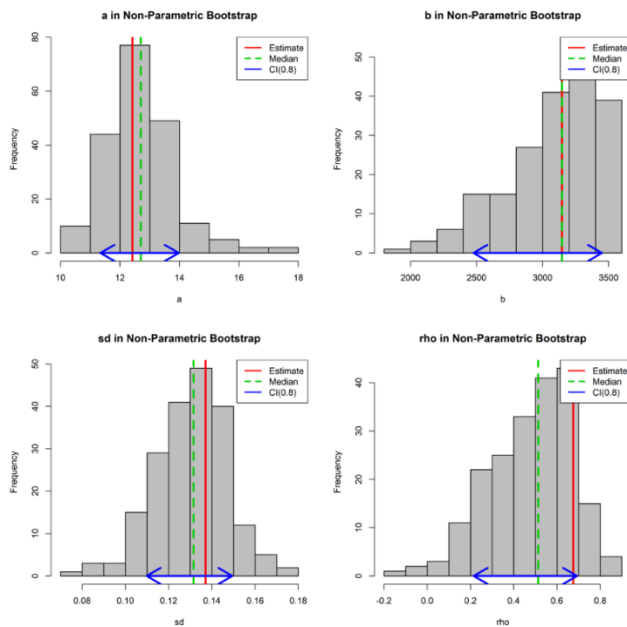 a in Non-Parametric Bootstrap
Estimate
Median
CI(0.8)
Frequency
0 20 40 60 80
10 12 14 16 18
a
b in Non-Parametric Bootstrap
Estimate
Median
CI(0.8)
Frequency
0 10 20 30 40 50
2000 2500 3000 3500
b
sd in Non-Parametric Bootstrap
Estimate
Median
CI(0.8)
Frequency
0 10 20 30 40 50
0.08 0.10 0.12 0.14 0.16 0.18
sd
rho in Non-Parametric Bootstrap
Estimate
Median
CI(0.8)
Frequency
0 10 20 30 40
-0.2 0.0 0.2 0.4 0.6 0.8
rho